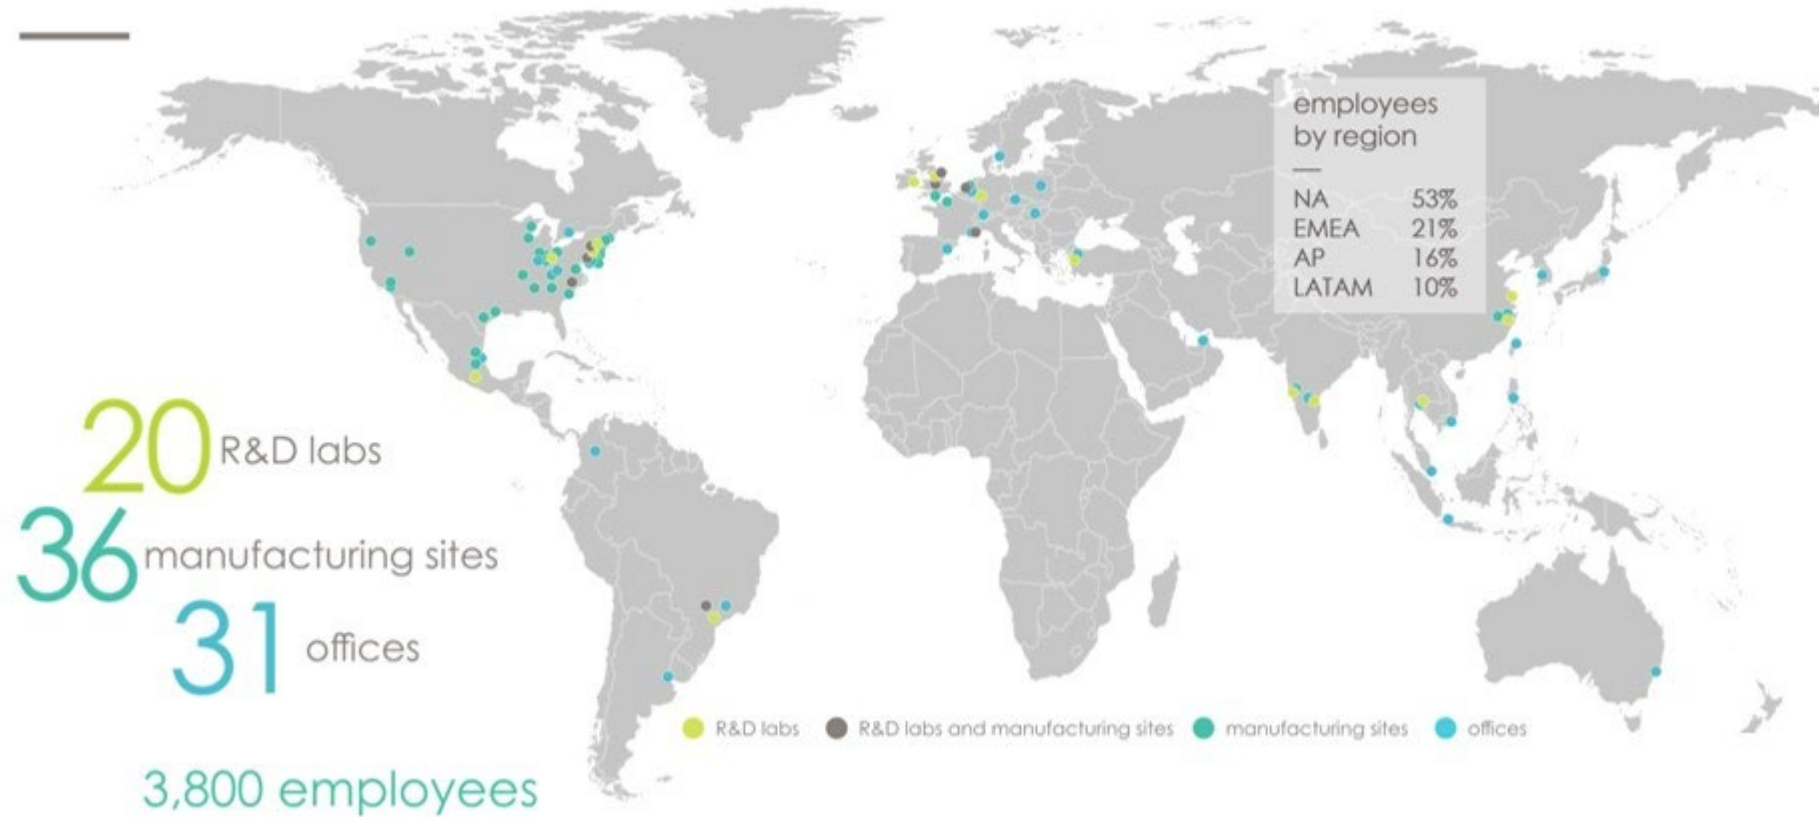 employees
by region
NA 53%
EMEA 21%
AP 16%
LATAM 10%
20 R&D labs
36 manufacturing sites
31 offices
R&D labs R&D labs and manufacturing sites manufacturing sites offices
3,800 employees